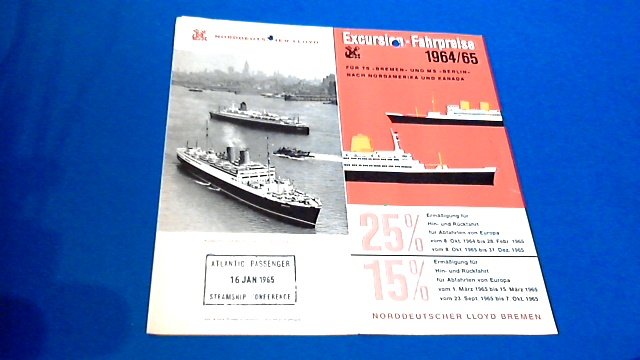 NORDDEUTSCHER LLOYD
Excursion-Fahrpreise
1964/65
FÜR TS «BREMEN» UND MS «BERLIN»
NACH NORDAMERIKA UND KANADA
25%
Ermäßigung für
Hin- und Rückfahrt
für Abfahrten von Europa
vom 8. Okt. 1964 bis 28. Febr. 1965
vom 8. Okt. 1965 bis 31. Dez. 1965
15%
Ermäßigung für
Hin- und Rückfahrt
für Abfahrten von Europa
vom 1. März 1965 bis 15. März 1965
vom 23. Sept. 1965 bis 7. Okt. 1965
NORDDEUTSCHER LLOYD BREMEN
ATLANTIC PASSENGER
16 JAN 1965
STEAMSHIP CONFERENCE